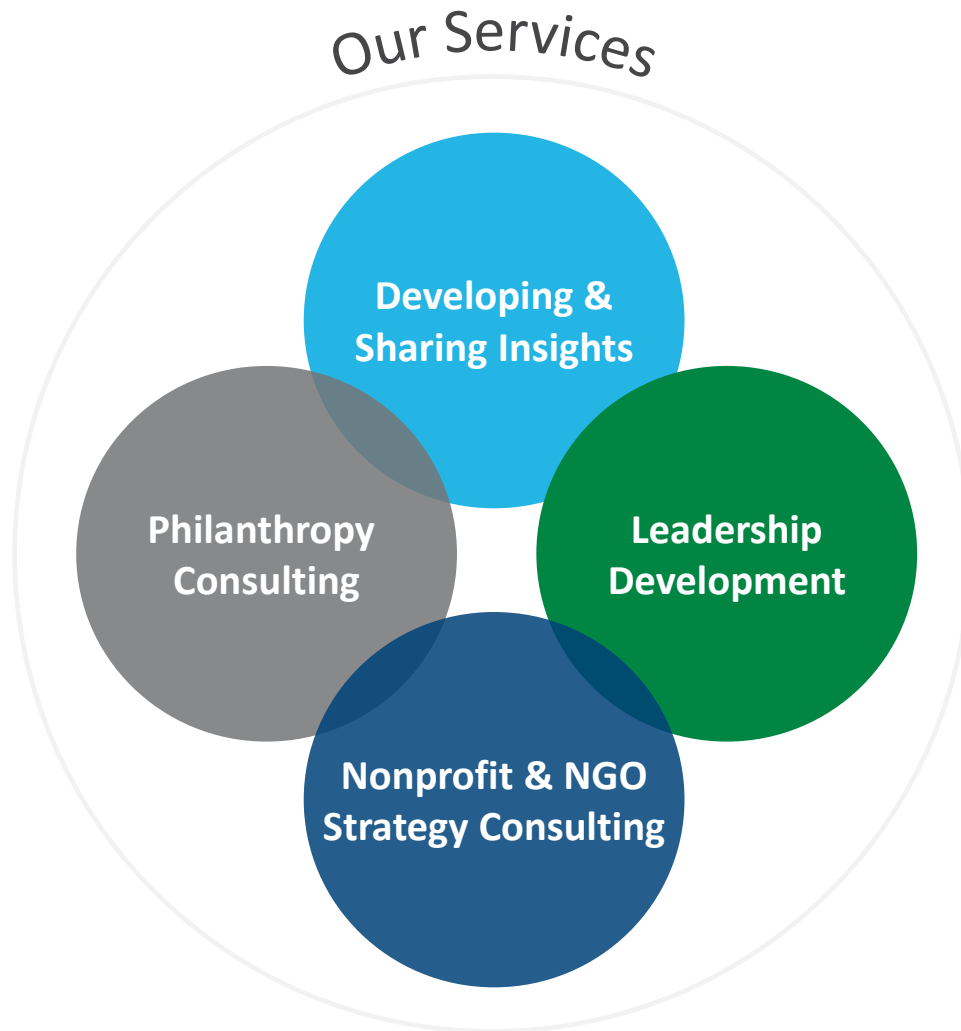 Our Services
Developing &
Sharing Insights
Philanthropy
Consulting
Leadership
Development
Nonprofit & NGO
Strategy Consulting